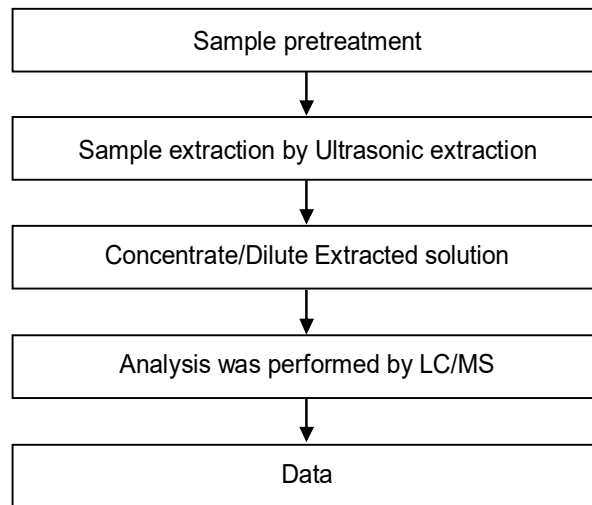 Sample pretreatment
Sample extraction by Ultrasonic extraction
Concentrate/Dilute Extracted solution
Analysis was performed by LC/MS
Data